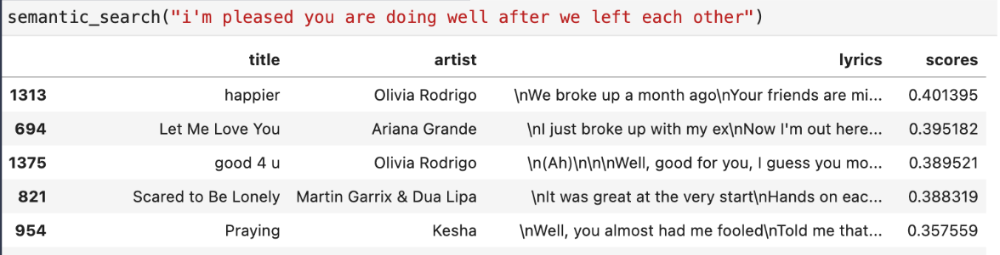 semantic_search("i'm pleased you are doing well after we left each other")
title artist lyrics scores
1313 happier Olivia Rodrigo \nWe broke up a month ago\nYour friends are mi... 0.401395
694 Let Me Love You Ariana Grande \nI just broke up with my ex\nNow I'm out here... 0.395182
1375 good 4 u Olivia Rodrigo \n(Ah)\n\n\nWell, good for you, I guess you mo... 0.389521
821 Scared to Be Lonely Martin Garrix & Dua Lipa \nIt was great at the very start\nHands on eac... 0.388319
954 Praying Kesha \nWell, you almost had me fooled\nTold me that... 0.357559